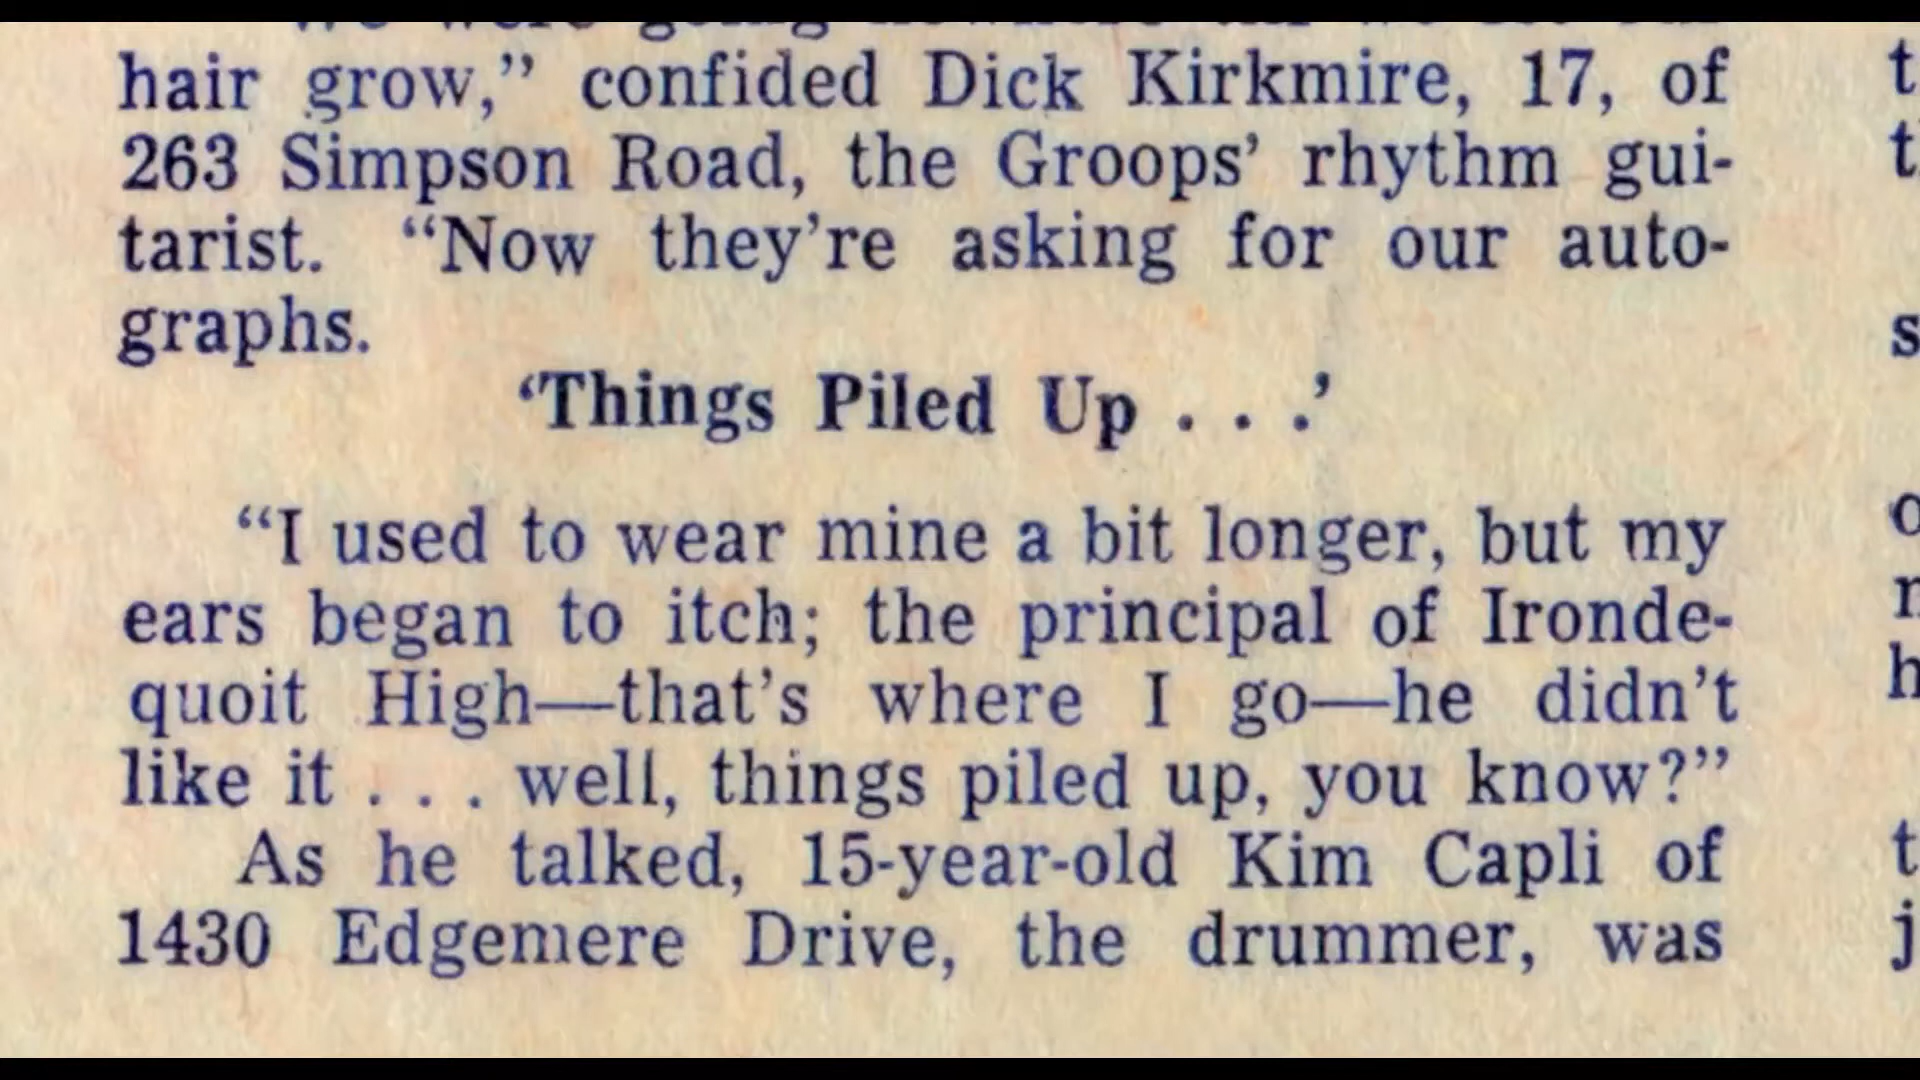 hair grow,” confided Dick Kirkmire, 17, of
263 Simpson Road, the Groops’ rhythm gui-
tarist. “Now they’re asking for our auto-
graphs.
‘Things Piled Up . . .’
“I used to wear mine a bit longer, but my
ears began to itch; the principal of Ironde-
quoit High—that’s where I go—he didn’t
like it . . . well, things piled up, you know?”
As he talked, 15-year-old Kim Capli of
1430 Edgemere Drive, the drummer, was